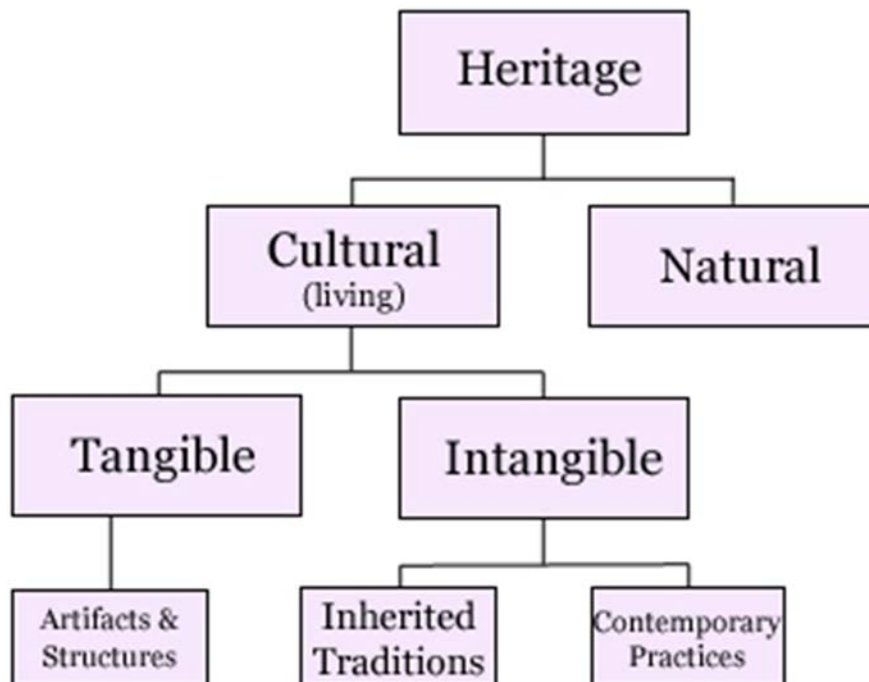 Heritage
Cultural
(living)
Natural
Tangible
Intangible
Artifacts &
Structures
Inherited
Traditions
Contemporary
Practices